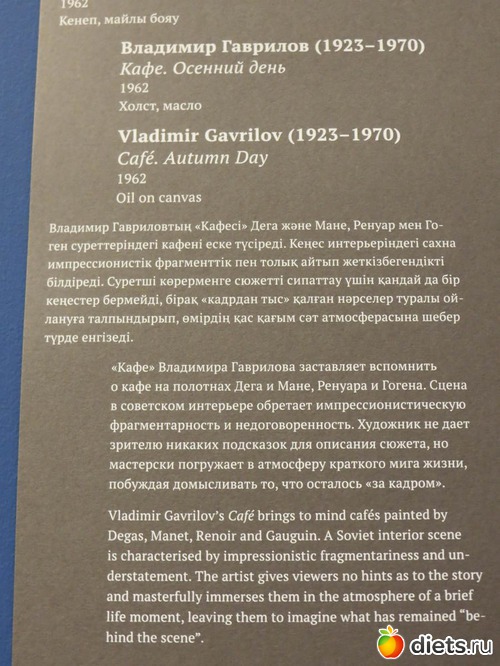 1962
Кенеп, майлы бояу
Владимир Гаврилов (1923–1970)
Кафе. Осенний день
1962
Холст, масло
Vladimir Gavrilov (1923–1970)
Café. Autumn Day
1962
Oil on canvas
Владимир Гавриловтың «Кафесі» Дега және Мане, Ренуар мен Го-
ген суреттеріндегі кафені еске түсіреді. Кеңес интерьеріндегі сахна
импрессионистік фрагменттік пен толық айтып жеткізбегендікті
білдіреді. Суретші көрерменге сюжетті сипаттау үшін қандай да бір
кеңестер бермейді, бірақ «кадрдан тыс» қалған нәрселер туралы ой-
лануға талпындырып, өмірдің қас қағым сәт атмосферасына шебер
түрде енгізеді.
«Кафе» Владимира Гаврилова заставляет вспомнить
о кафе на полотнах Дега и Мане, Ренуара и Гогена. Сцена
в советском интерьере обретает импрессионистическую
фрагментарность и недоговоренность. Художник не дает
зрителю никаких подсказок для описания сюжета, но
мастерски погружает в атмосферу краткого мига жизни,
побуждая домысливать то, что осталось «за кадром».
Vladimir Gavrilov’s Café brings to mind cafés painted by
Degas, Manet, Renoir and Gauguin. A Soviet interior scene
is characterised by impressionistic fragmentariness and un-
derstatement. The artist gives viewers no hints as to the story
and masterfully immerses them in the atmosphere of a brief
life moment, leaving them to imagine what has remained “be-
hind the scene”.
diets.ru